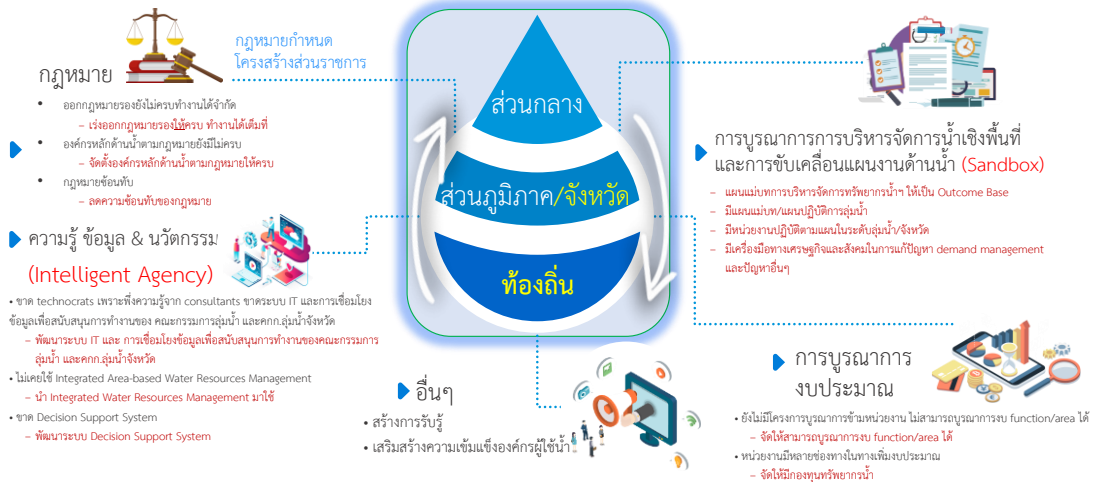 กฎหมายกำหนด
โครงสร้างส่วนราชการ
กฎหมาย
• ออกกฎหมายรองยังไม่ครบทำงานได้จำกัด
– เร่งออกกฎหมายรองให้ครบ ทำงานได้เต็มที่
• องค์กรหลักด้านน้ำตามกฎหมายยังมีไม่ครบ
– จัดตั้งองค์กรหลักด้านน้ำตามกฎหมายให้ครบ
• กฎหมายซ้อนทับ
– ลดความซ้อนทับของกฎหมาย
ความรู้ ข้อมูล & นวัตกรรม
(Intelligent Agency)
• ขาด technocrats เพราะพึ่งความรู้จาก consultants ขาดระบบ IT และการเชื่อมโยง
ข้อมูลเพื่อสนับสนุนการทำงานของ คณะกรรมการลุ่มน้ำ และคกก.ลุ่มน้ำจังหวัด
– พัฒนาระบบ IT และ การเชื่อมโยงข้อมูลเพื่อสนับสนุนการทำงานของคณะกรรมการ
ลุ่มน้ำ และคกก.ลุ่มน้ำจังหวัด
• ไม่เคยใช้ Integrated Area-based Water Resources Management
– นำ Integrated Water Resources Management มาใช้
• ขาด Decision Support System
– พัฒนาระบบ Decision Support System
ส่วนกลาง
ส่วนภูมิภาค/จังหวัด
ท้องถิ่น
อื่นๆ
• สร้างการรับรู้
• เสริมสร้างความเข้มแข็งองค์กรผู้ใช้น้ำ
การบูรณาการการบริหารจัดการน้ำเชิงพื้นที่
และการขับเคลื่อนแผนงานด้านน้ำ (Sandbox)
– แผนแม่บทการบริหารจัดการทรัพยากรน้ำฯ ให้เป็น Outcome Base
– มีแผนแม่บท/แผนปฏิบัติการลุ่มน้ำ
– มีหน่วยงานปฏิบัติตามแผนในระดับลุ่มน้ำ/จังหวัด
– มีเครื่องมือทางเศรษฐกิจและสังคมในการแก้ปัญหา demand management
และปัญหาอื่นๆ
• การบูรณาการ
งบประมาณ
• ยังไม่มีโครงการบูรณาการข้ามหน่วยงาน ไม่สามารถบูรณาการงบ function/area ได้
– จัดให้สามารถบูรณาการงบ function/area ได้
• หน่วยงานมีหลายช่องทางในทางเพิ่มงบประมาณ
– จัดให้มีกองทุนทรัพยากรน้ำ